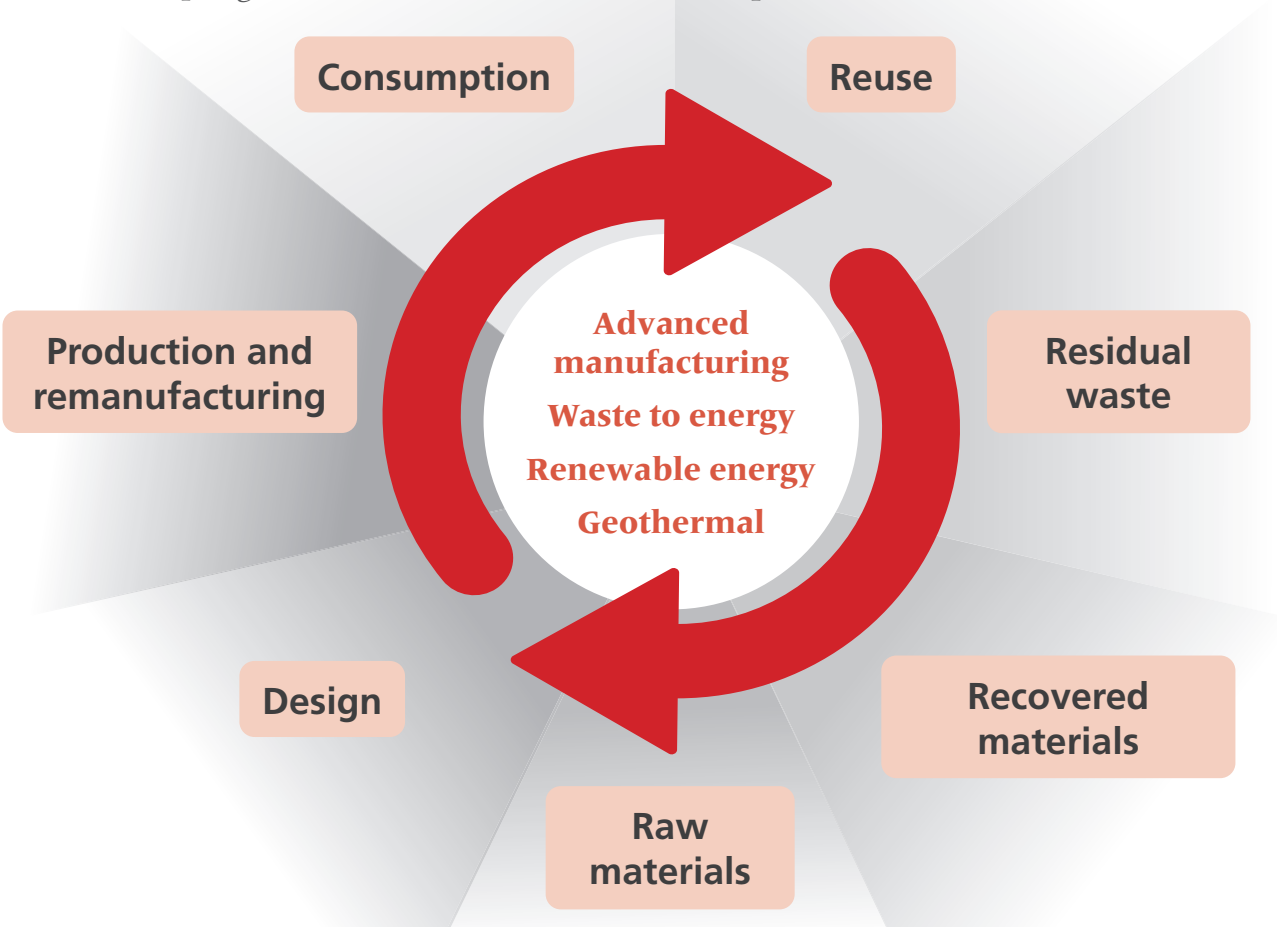 Consumption
Reuse
Advanced
manufacturing
Waste to energy
Renewable energy
Geothermal
Production and
remanufacturing
Residual
waste
Design
Recovered
materials
Raw
materials